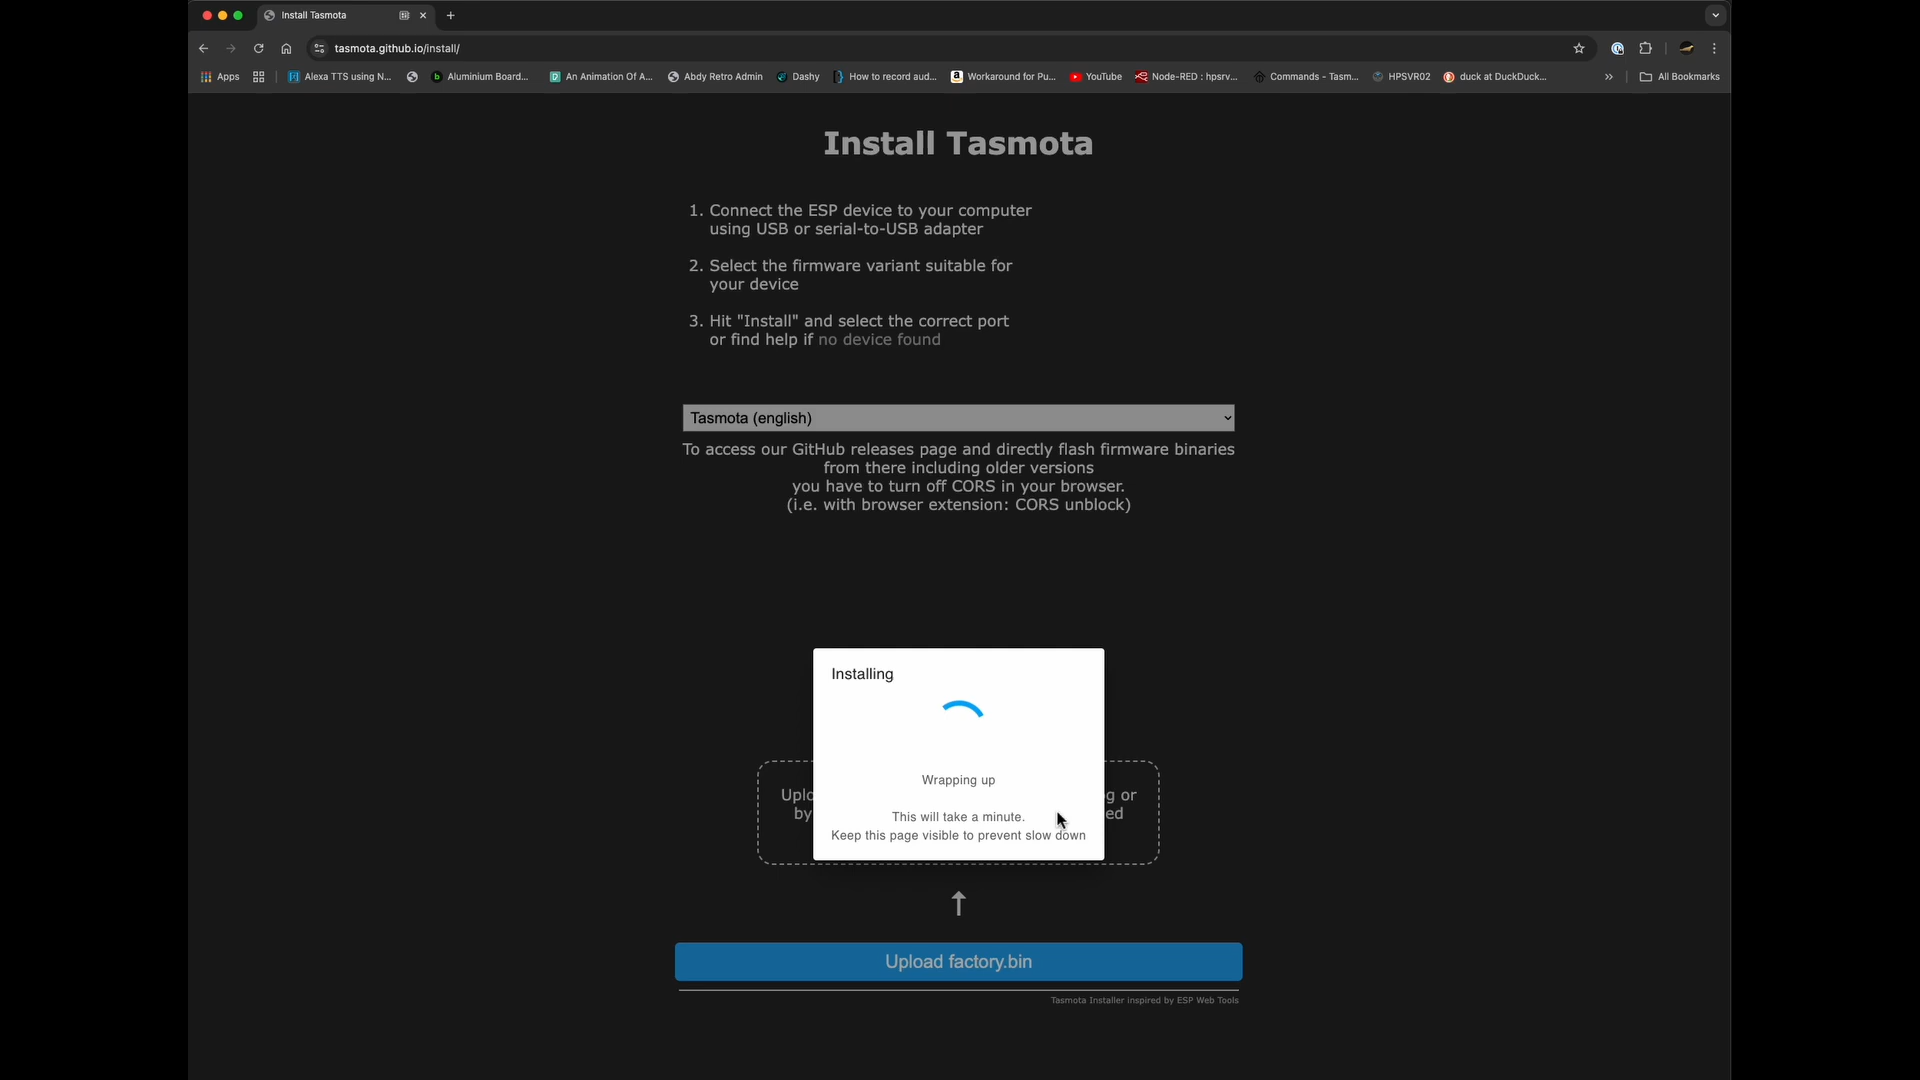 Install Tasmota
tasmota.github.io/install/
Apps
Alexa TTS using N...
Aluminium Board...
An Animation Of A...
Abdy Retro Admin
Dashy
How to record aud...
Workaround for Pu...
YouTube
Node-RED : hpsrv...
Commands - Tasm...
HPSVR02
duck at DuckDuck...
All Bookmarks
Install Tasmota
1. Connect the ESP device to your computer
using USB or serial-to-USB adapter
2. Select the firmware variant suitable for
your device
3. Hit "Install" and select the correct port
or find help if no device found
Tasmota (english)
To access our GitHub releases page and directly flash firmware binaries
from there including older versions
you have to turn off CORS in your browser.
(i.e. with browser extension: CORS unblock)
Installing
Wrapping up
This will take a minute.
Keep this page visible to prevent slow down
or
by
Upload factory.bin
Tasmota Installer inspired by ESP Web Tools